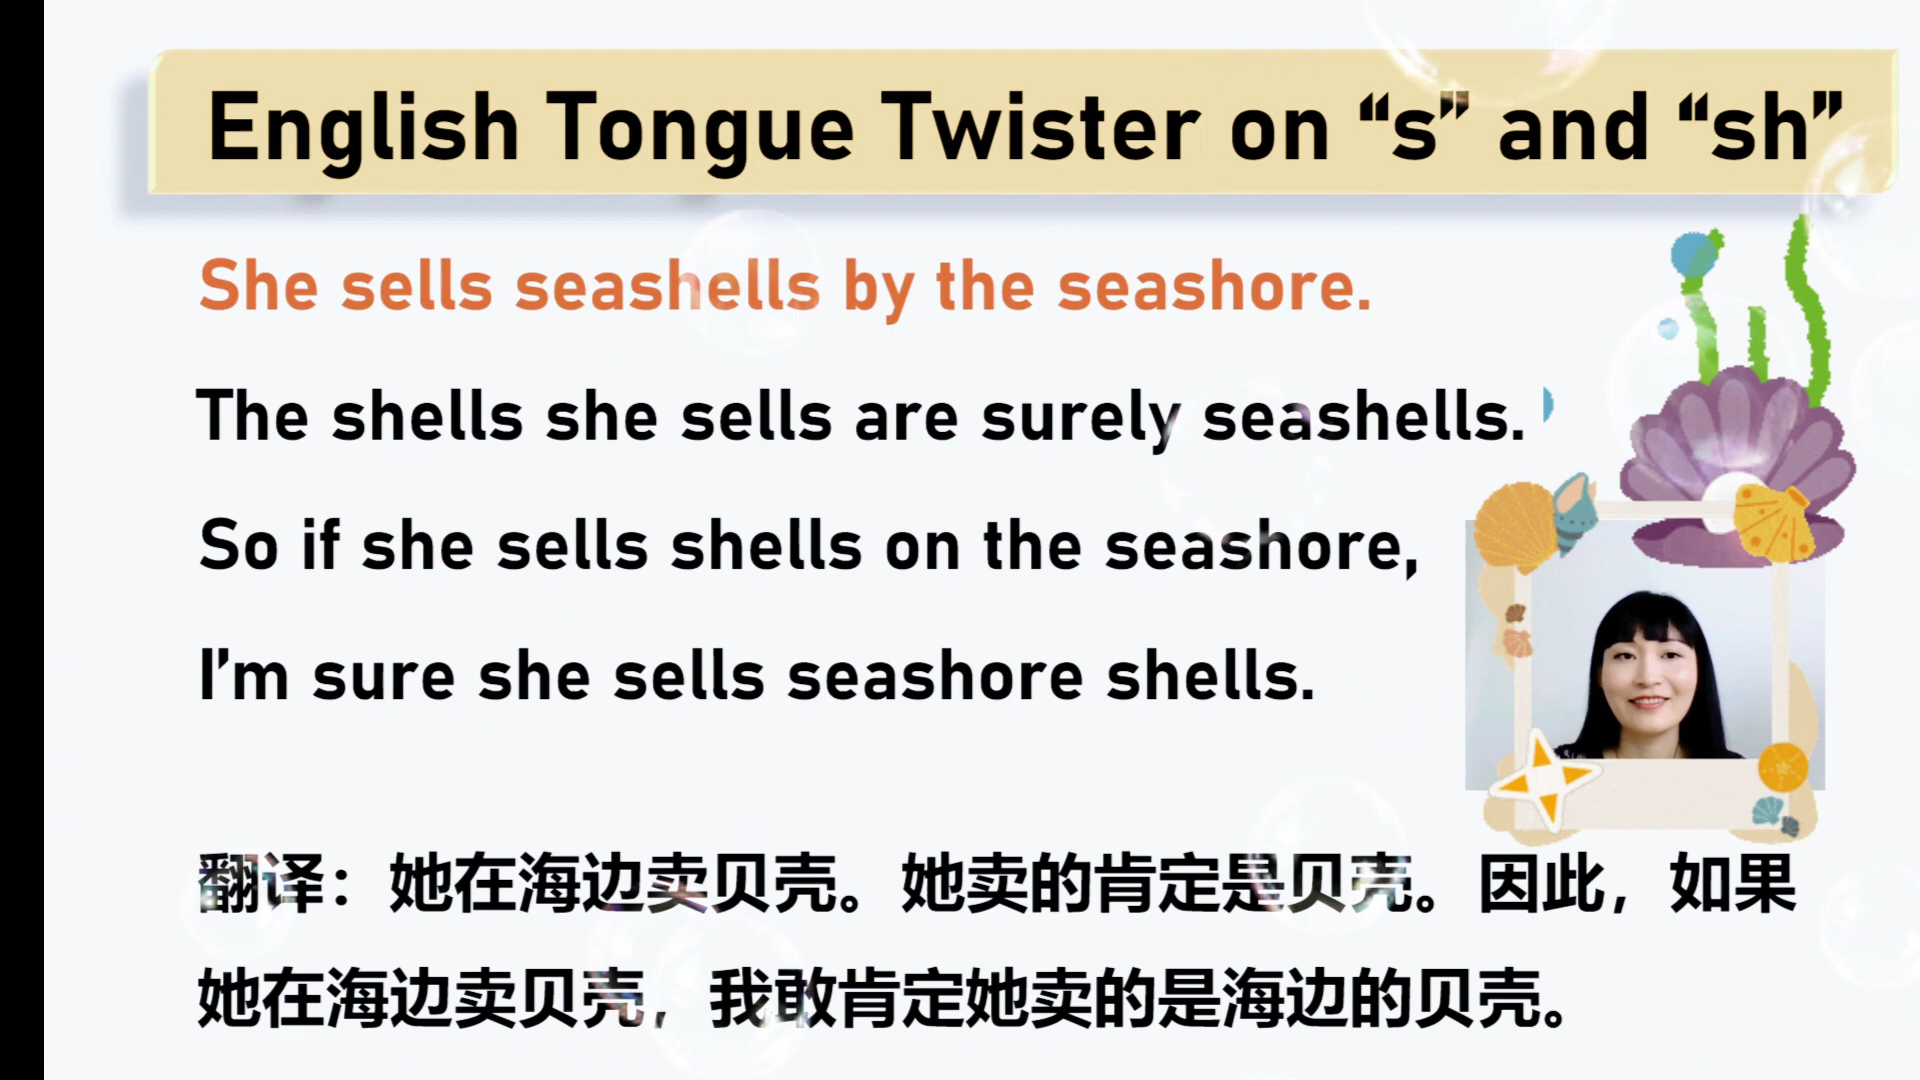 English Tongue Twister on “s” and “sh”
She sells seashells by the seashore.
The shells she sells are surely seashells.
So if she sells shells on the seashore,
I’m sure she sells seashore shells.
翻译：她在海边卖贝壳。她卖的肯定是贝壳。因此，如果
她在海边卖贝壳，我敢肯定她卖的是海边的贝壳。